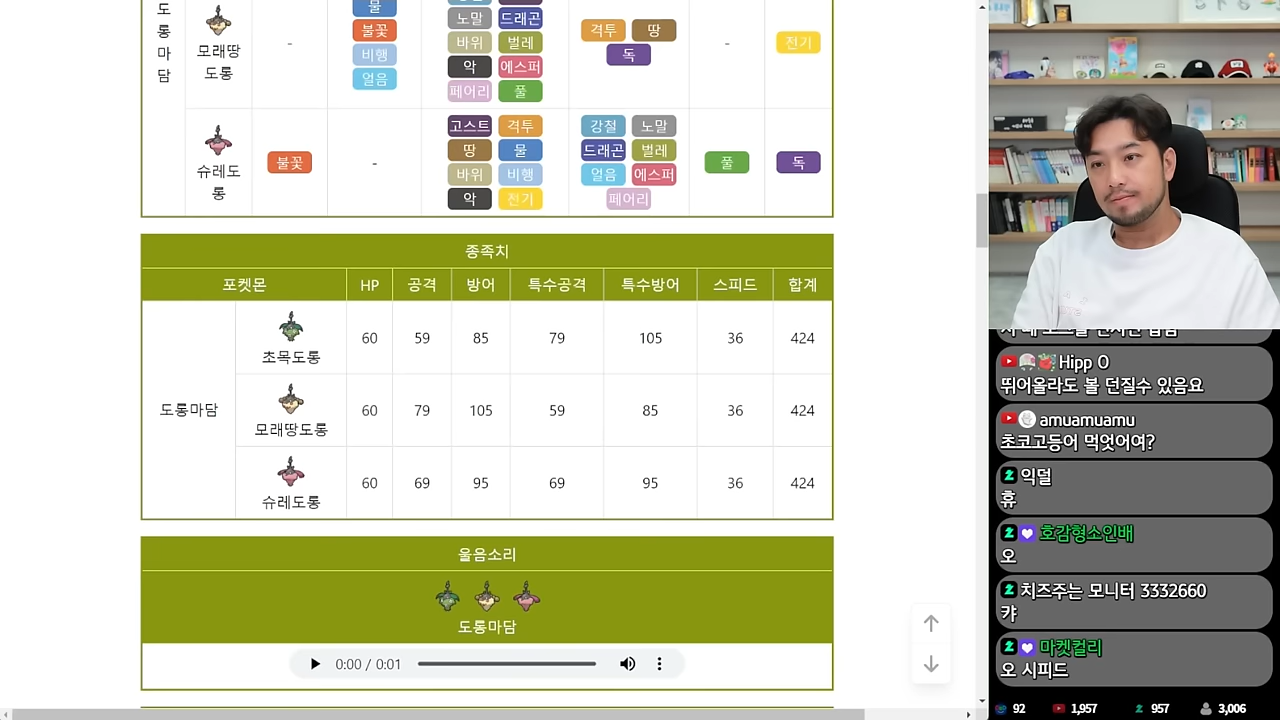 도
롱
마
담
모래땅
도롱
-
물
불꽃
비행
얼음
노말 드래곤
바위 벌레
악 에스퍼
페어리 풀
격투 땅
독
-
전기
슈레도
롱
불꽃
-
고스트 격투
땅 물
바위 비행
악 전기
강철 노말
드래곤 벌레
얼음 에스퍼
페어리
풀
독
종족치
포켓몬 HP 공격 방어 특수공격 특수방어 스피드 합계
도롱마담
초목도롱 60 59 85 79 105 36 424
모래땅도롱 60 79 105 59 85 36 424
슈레도롱 60 69 95 69 95 36 424
울음소리
도롱마담
0:00 / 0:01
Hipp O
뛰어올라도 볼 던질수 있음요
amuamuamu
초코고등어 먹엇어여?
익덜
휴
호감형소인배
오
치즈주는 모니터 3332660
캬
마켓컬리
오 시피드
92 1,957 957 3,006